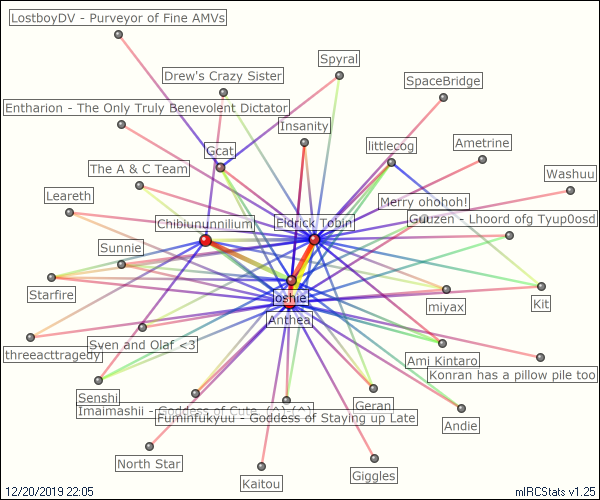 LostboyDV - Purveyor of Fine AMVs
Spyral
Drew's Crazy Sister
SpaceBridge
Entharion - The Only Truly Benevolent Dictator
Insanity
littlecog
Ametrine
Gcat
The A & C Team
Washuu
Leareth
Merry ohohoh!
Chibiununnilium
Eldrick Tobin
Gutzen - Lhoord ofg Tyup0osd
Sunnie
Starfire
Joshie
miyax
Kit
Anthea
Sven and Olaf <3
threeacttragedy
Ami Kintaro
Konran has a pillow pile too
Senshi
Geran
Imaimashii - Goddess of Cute (^)-(^)
Fuminfukyuu - Goddess of Staying up Late
Andie
North Star
Giggles
Kaitou
12/20/2019 22:05
mIRCStats v1.25